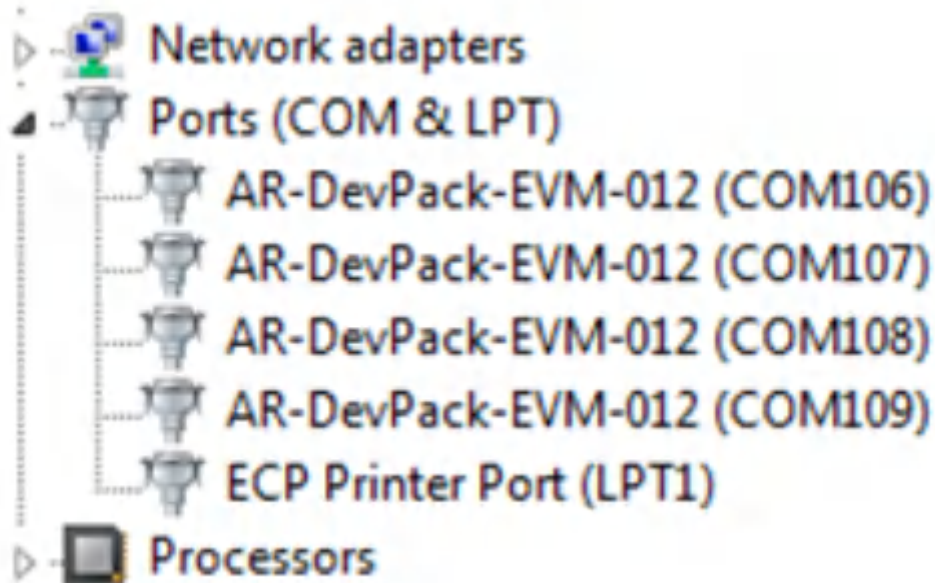 Network adapters
Ports (COM & LPT)
AR-DevPack-EVM-012 (COM106)
AR-DevPack-EVM-012 (COM107)
AR-DevPack-EVM-012 (COM108)
AR-DevPack-EVM-012 (COM109)
ECP Printer Port (LPT1)
Processors